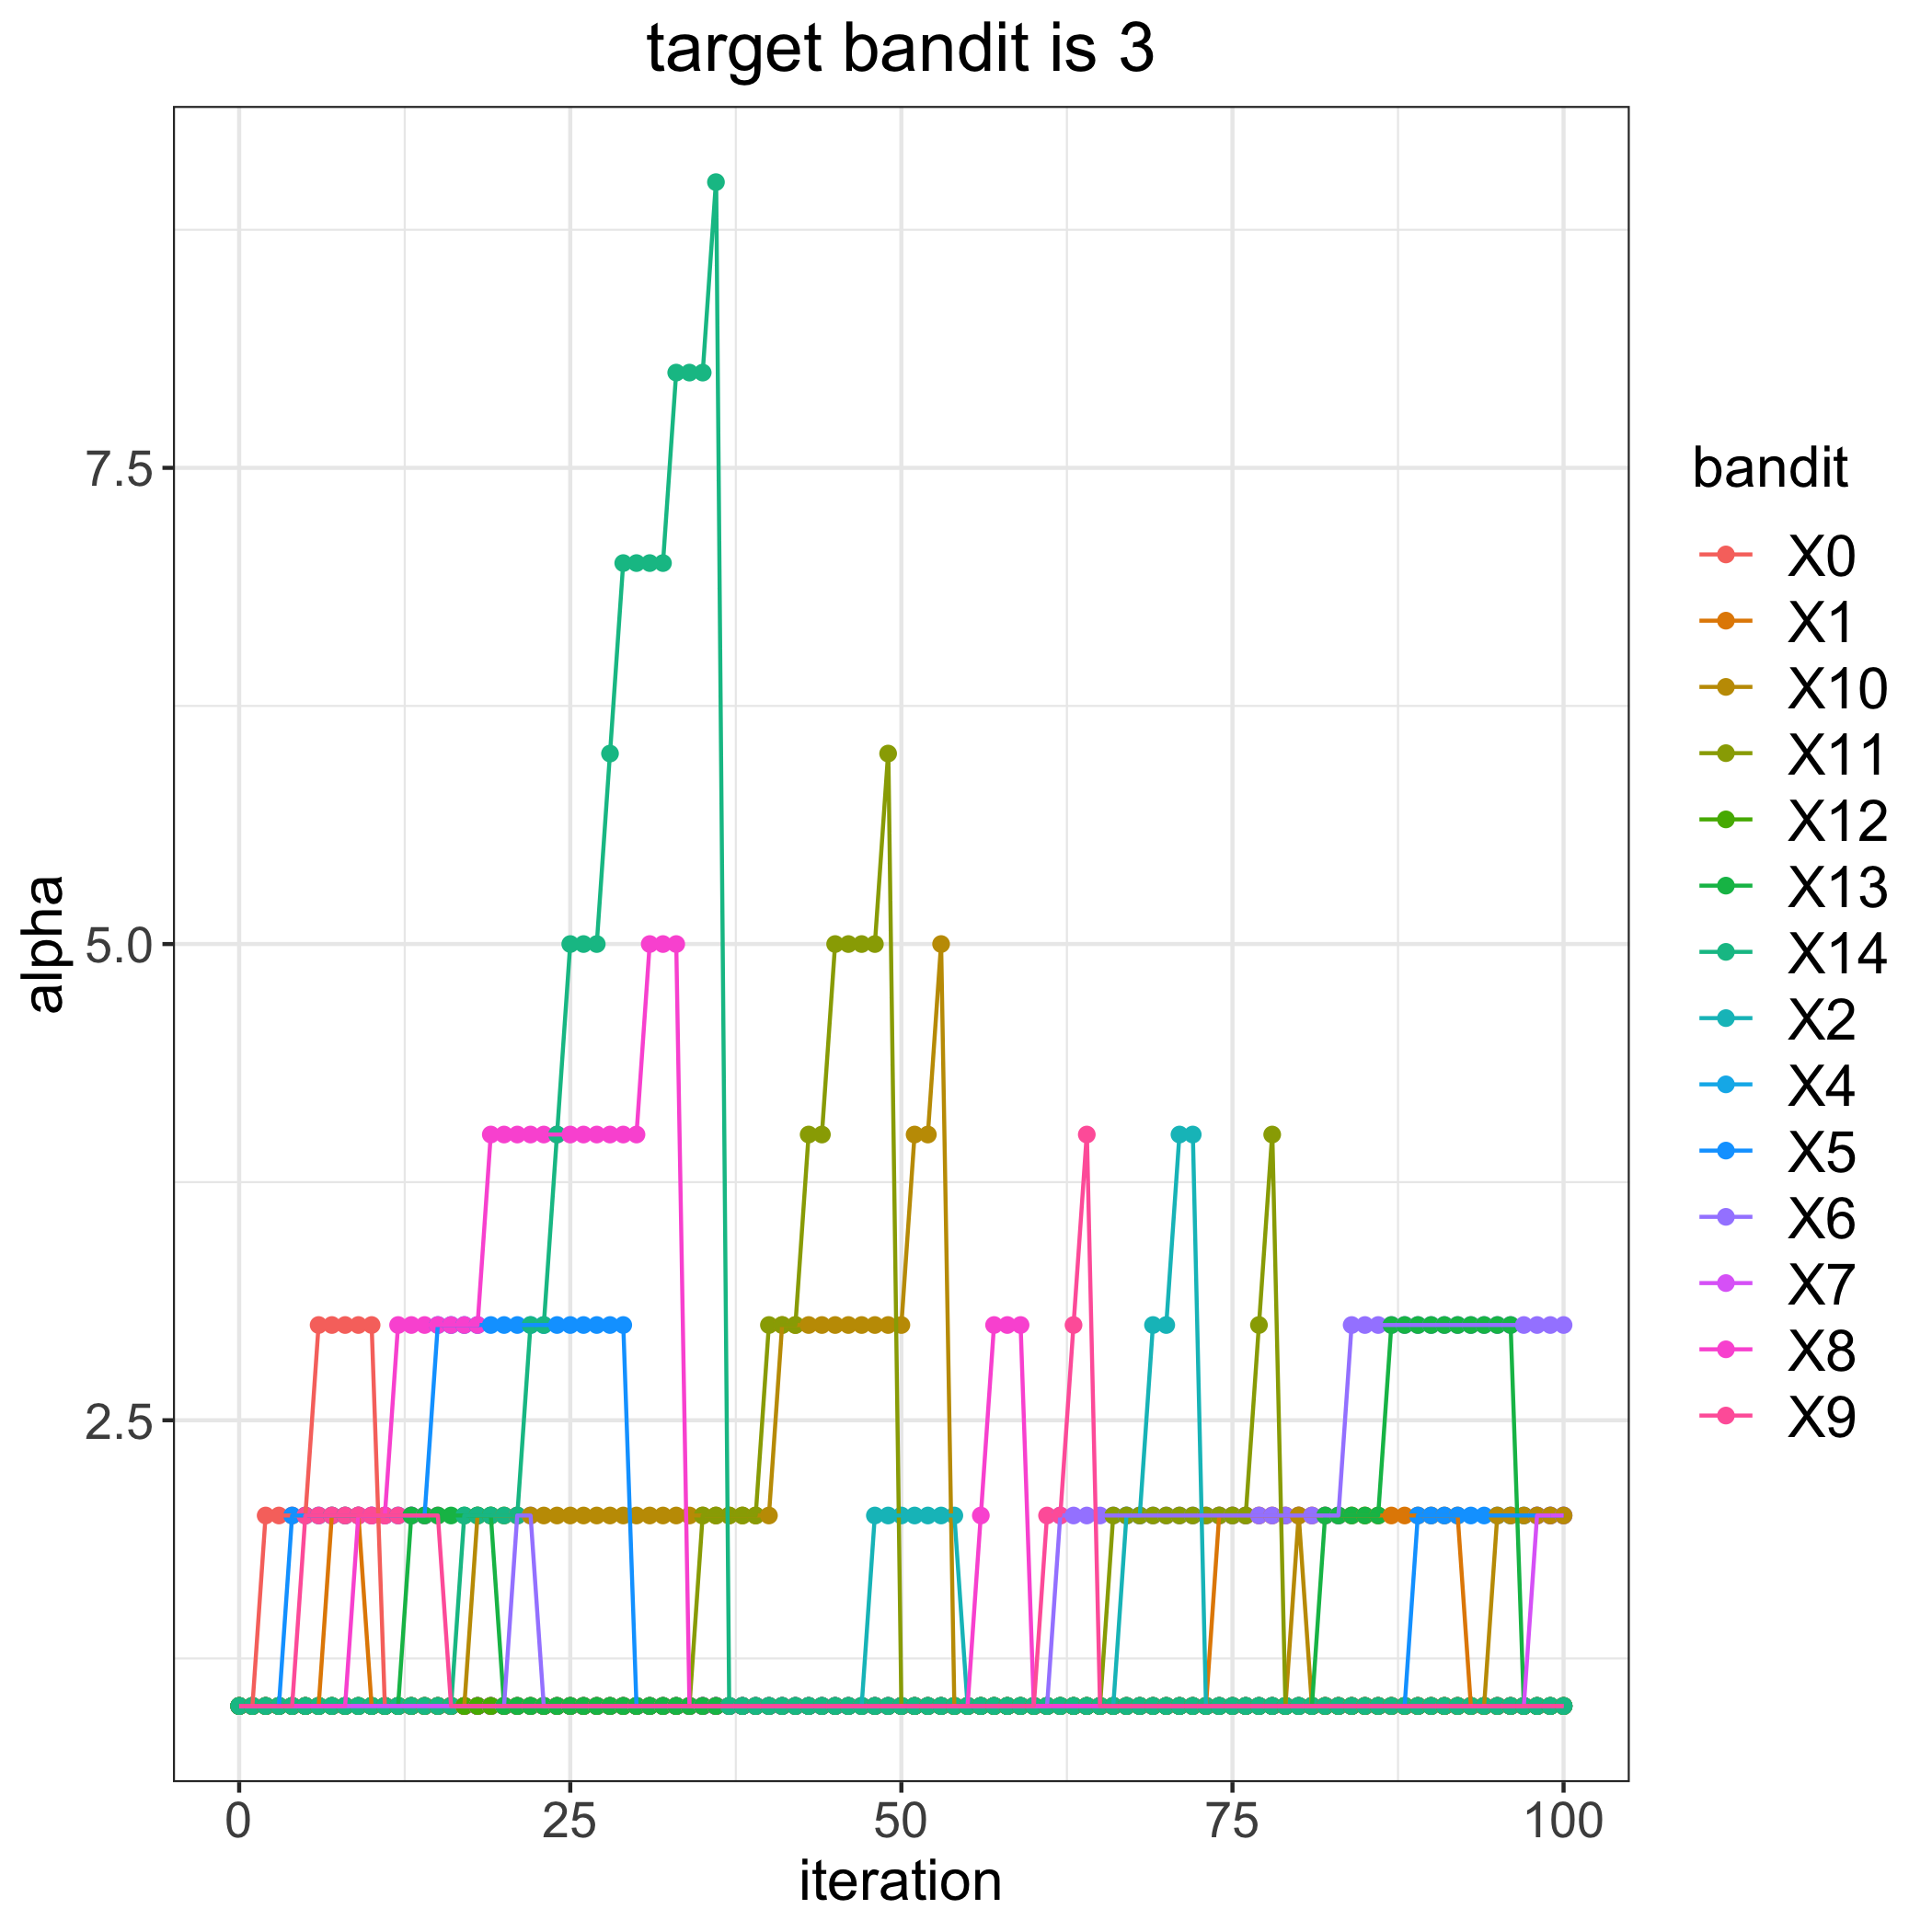 target bandit is 3
alpha
7.5
5.0
2.5
0 25 50 75 100
iteration
bandit
X0
X1
X10
X11
X12
X13
X14
X2
X4
X5
X6
X7
X8
X9